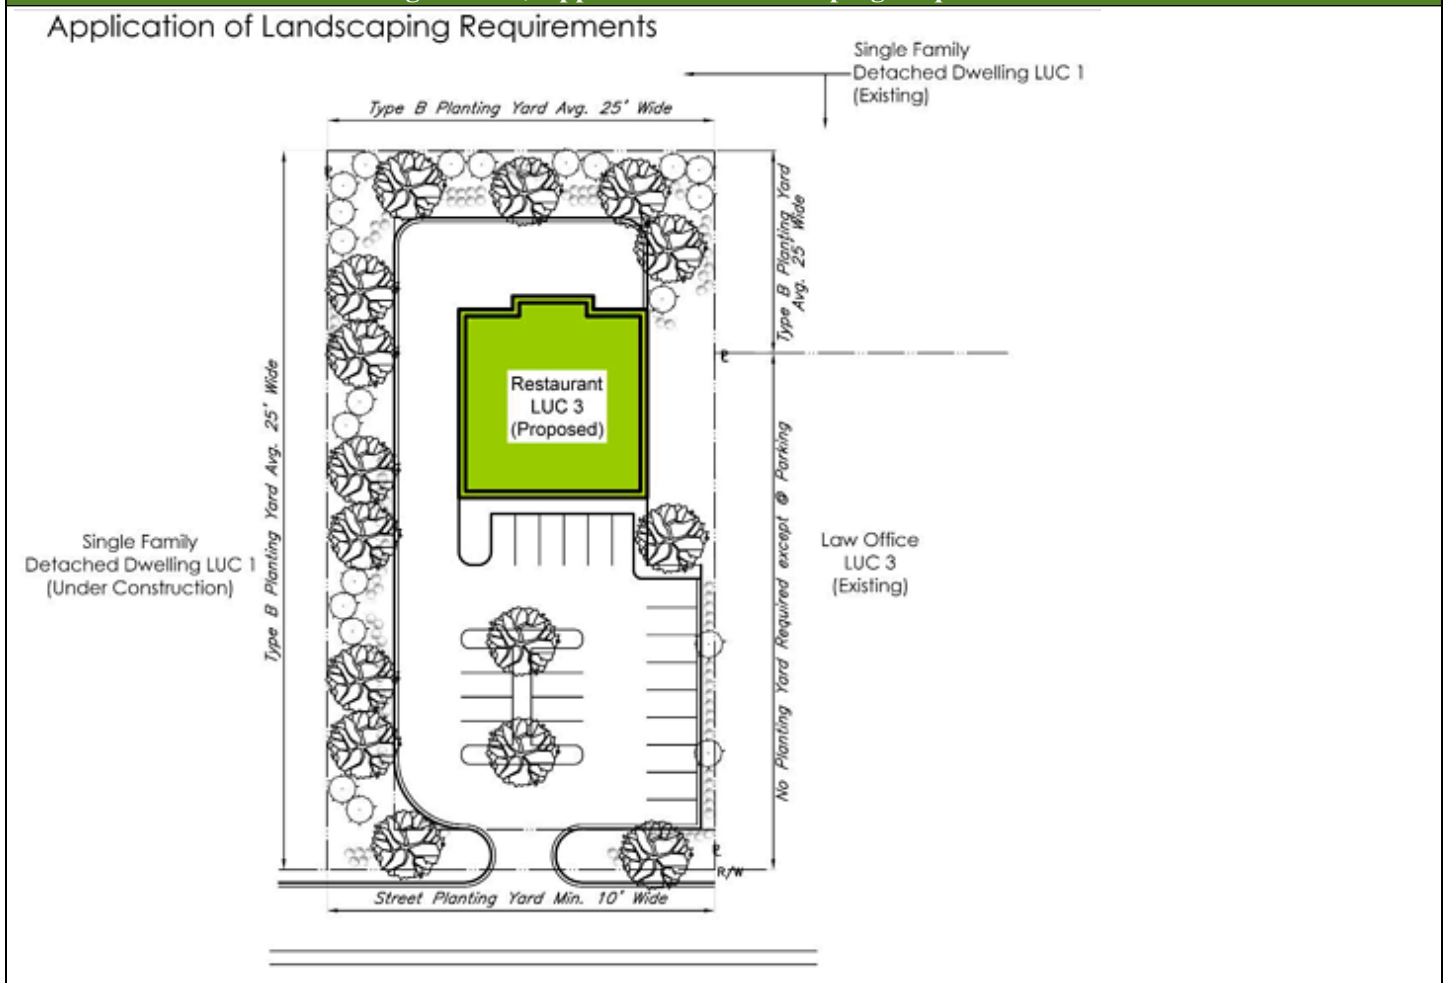 Application of Landscaping Requirements
Single Family
Detached Dwelling LUC 1
(Existing)
Type B Planting Yard Avg. 25' Wide
Type B Planting Yard
Avg. 25' Wide
Type B Planting Yard Avg. 25' Wide
Restaurant
LUC 3
(Proposed)
No Planting Yard Required except @ Parking
Single Family
Detached Dwelling LUC 1
(Under Construction)
Law Office
LUC 3
(Existing)
R/W
Street Planting Yard Min. 10' Wide